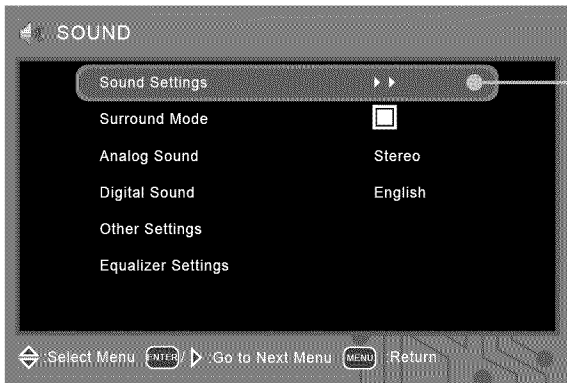 SOUND
Sound Settings
Surround Mode
Analog Sound Stereo
Digital Sound English
Other Settings
Equalizer Settings
:Select Menu ENTER / :Go to Next Menu MENU :Return